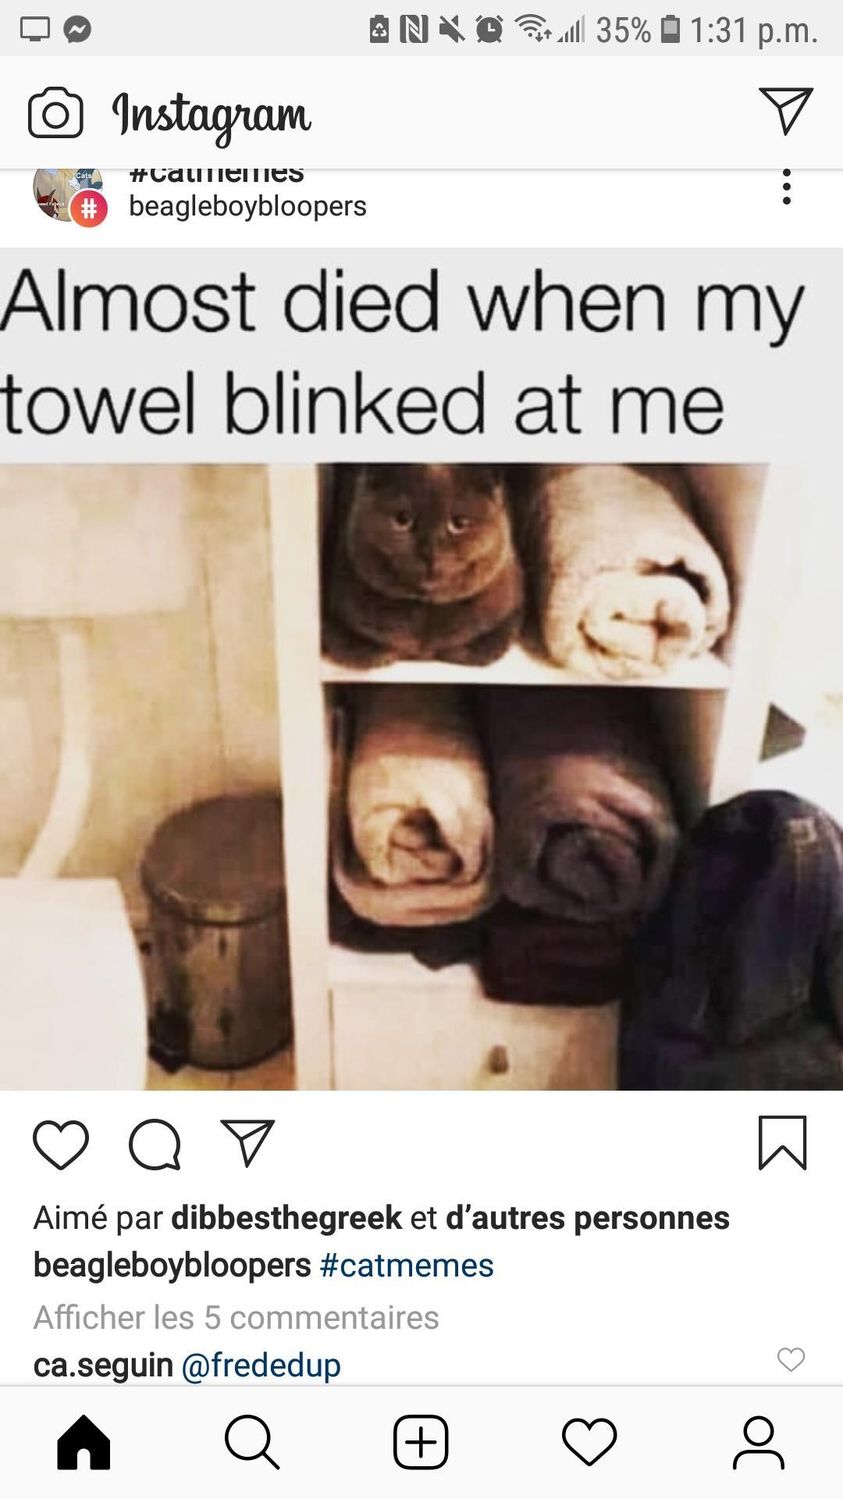 35% 1:31 p.m.
Instagram
#catmemes
beagleboybloopers
Almost died when my
towel blinked at me
Aimé par dibbesthegreek et d’autres personnes
beagleboybloopers #catmemes
Afficher les 5 commentaires
ca.seguin @frededup